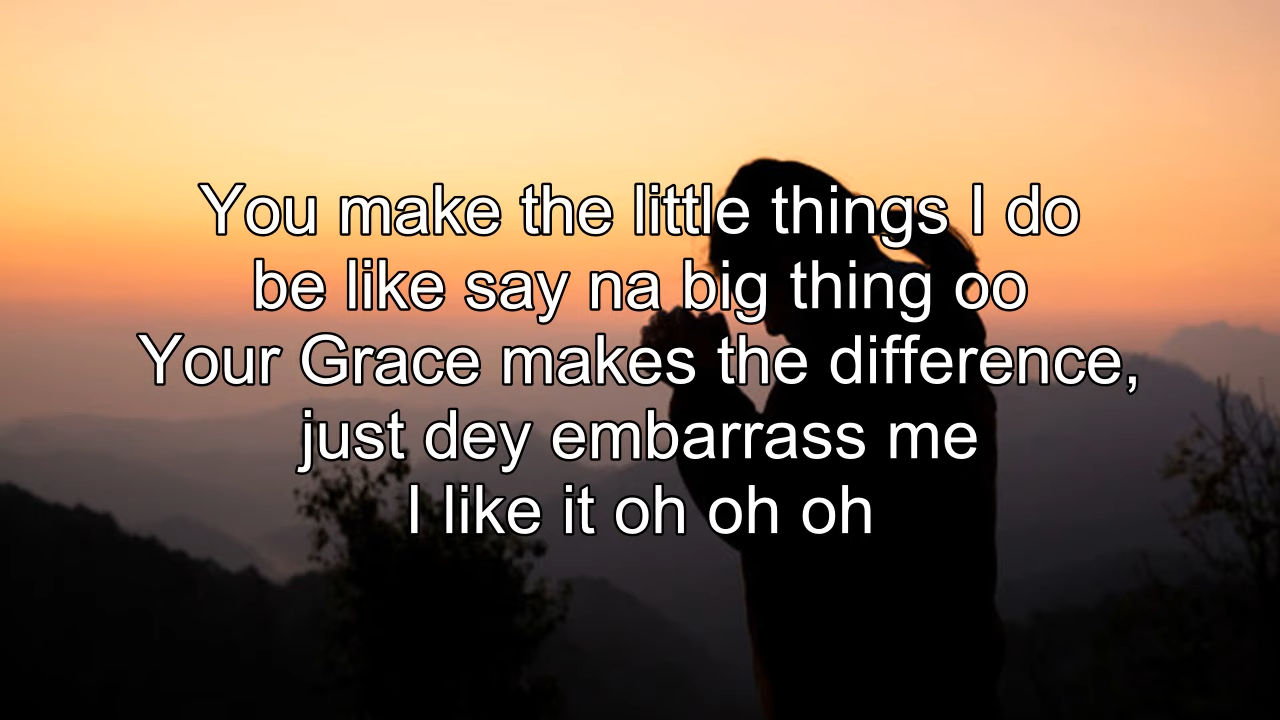 You make the little things I do
be like say na big thing oo
Your Grace makes the difference,
just dey embarrass me
I like it oh oh oh